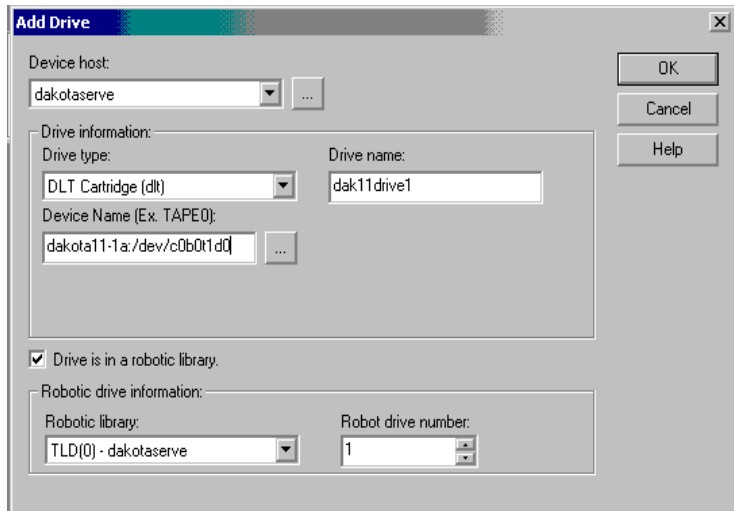 Add Drive
Device host:
dakotaserve
...
OK
Cancel
Help
Drive information:
Drive type:
Drive name:
DLT Cartridge (dlt)
dak11drive1
Device Name (Ex. TAPE0):
dakota11-1a:/dev/c0b0t1d0
...
Drive is in a robotic library.
Robotic drive information:
Robotic library:
Robot drive number:
TLD(0) - dakotaserve
1